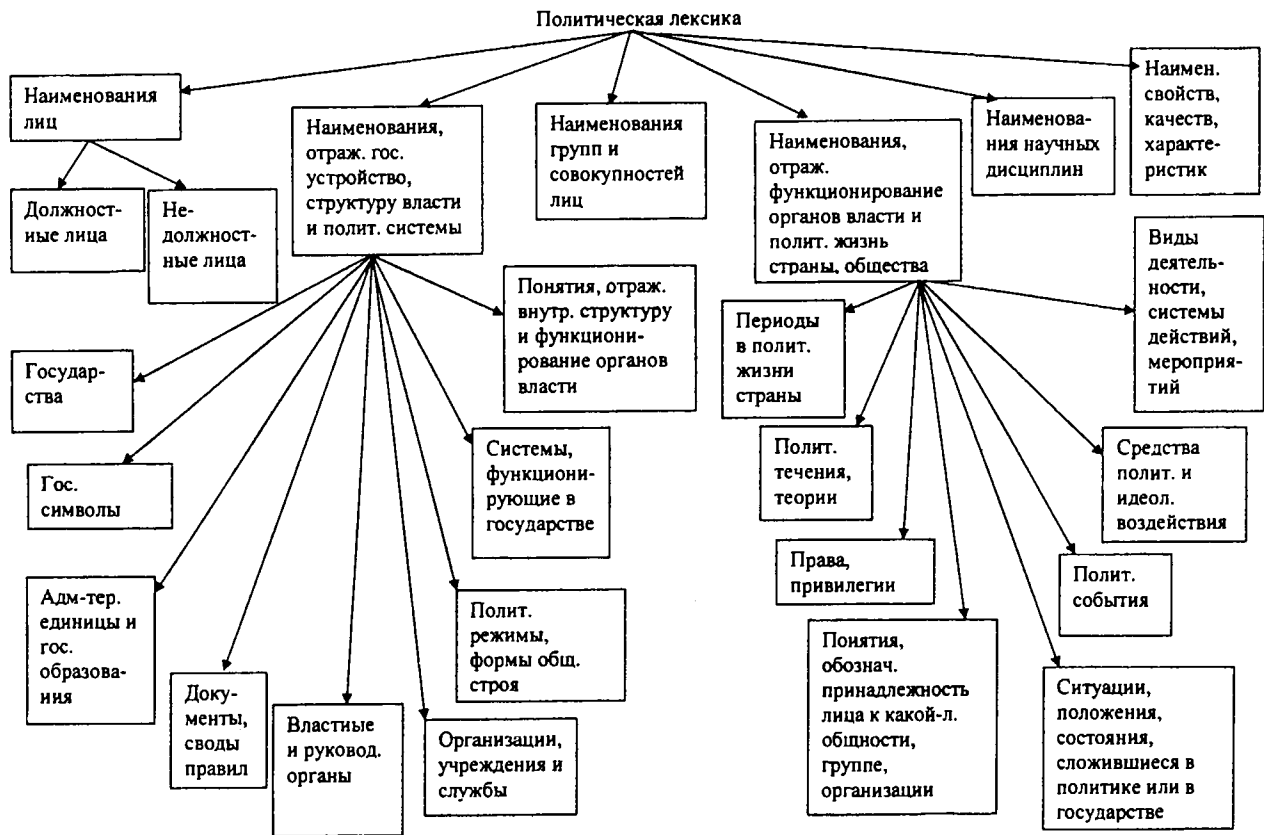 Политическая лексика
Наименования
лиц
Наименования,
отраж. гос.
устройство,
структуру власти
и полит. системы
Наименования
групп и
совокупностей
лиц
Наименования,
отраж.
функционирование
органов власти и
полит. жизнь
страны, общества
Наименова-
ния научных
дисциплин
Наимен.
свойств,
качеств,
характе-
ристик
Должност-
ные лица
Не-
должност-
ные лица
Государ-
ства
Гос.
символы
Адм-тер.
единицы и
гос.
образова-
ния
Доку-
менты,
своды
правил
Властные
и руковод.
органы
Организации,
учреждения и
службы
Полит.
режимы,
формы общ.
строя
Системы,
функциони-
рующие в
государстве
Понятия, отраж.
внутр. структуру
и функциони-
рование органов
власти
Периоды
в полит.
жизни
страны
Полит.
течения,
теории
Права,
привилегии
Понятия,
обознач.
принадлежность
лица к какой-л.
общности,
группе,
организации
Ситуации,
положения,
состояния,
сложившиеся в
политике или в
государстве
Полит.
события
Средства
полит. и
идеол.
воздействия
Виды
деятель-
ности,
системы
действий,
мероприя-
тий